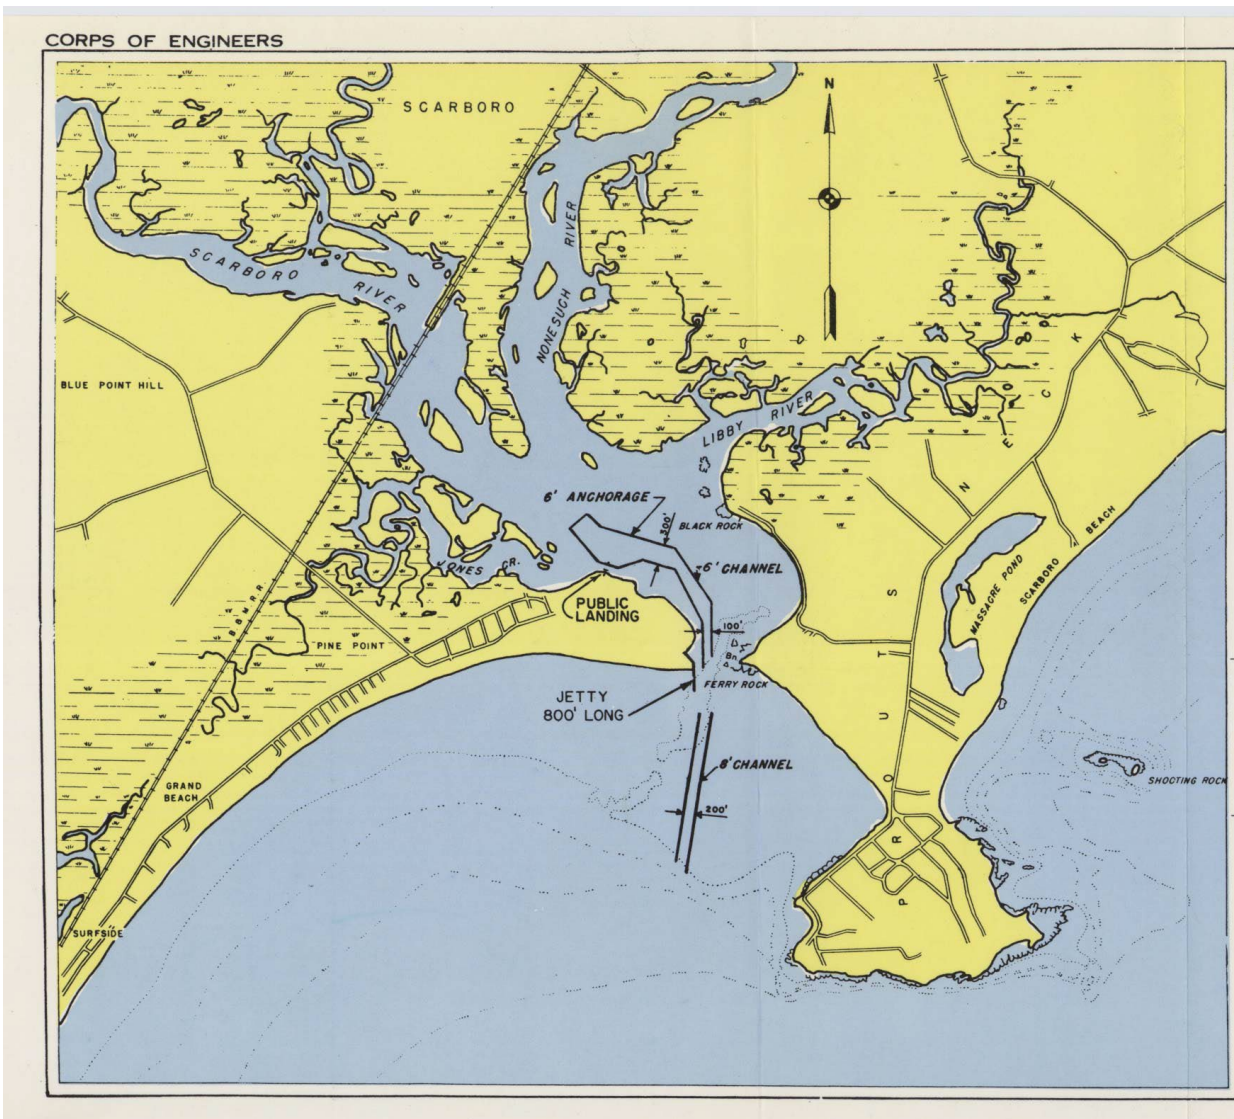 CORPS OF ENGINEERS
N
SCARBORO
SCARBORO RIVER
NONESUCH RIVER
BLUE POINT HILL
LIBBY RIVER
6' ANCHORAGE
300'
BLACK ROCK
JONES CR.
6' CHANNEL
PUBLIC
LANDING
100'
Bn
B & M R.R.
PINE POINT
FERRY ROCK
JETTY
800' LONG
8' CHANNEL
200'
MASSACRE POND
SCARBORO BEACH
PROUTS NECK
SHOOTING ROCK
GRAND
BEACH
SURFSIDE